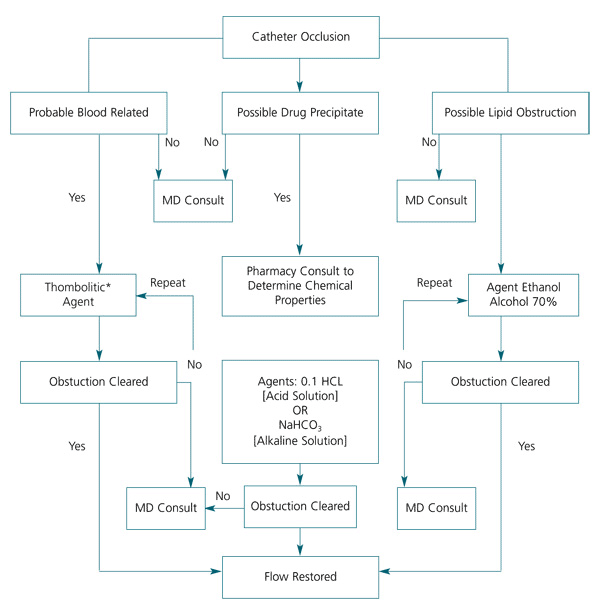 Catheter Occlusion
Probable Blood Related
Possible Drug Precipitate
Possible Lipid Obstruction
No
No
No
Yes
MD Consult
Yes
MD Consult
Pharmacy Consult to
Determine Chemical
Properties
Thombolitic*
Agent
Repeat
Repeat
Agent Ethanol
Alcohol 70%
No
No
Obstuction Cleared
Agents: 0.1 HCL
[Acid Solution]
OR
NaHCO₃
[Alkaline Solution]
Obstuction Cleared
Yes
Yes
MD Consult
No
Obstuction Cleared
MD Consult
Flow Restored